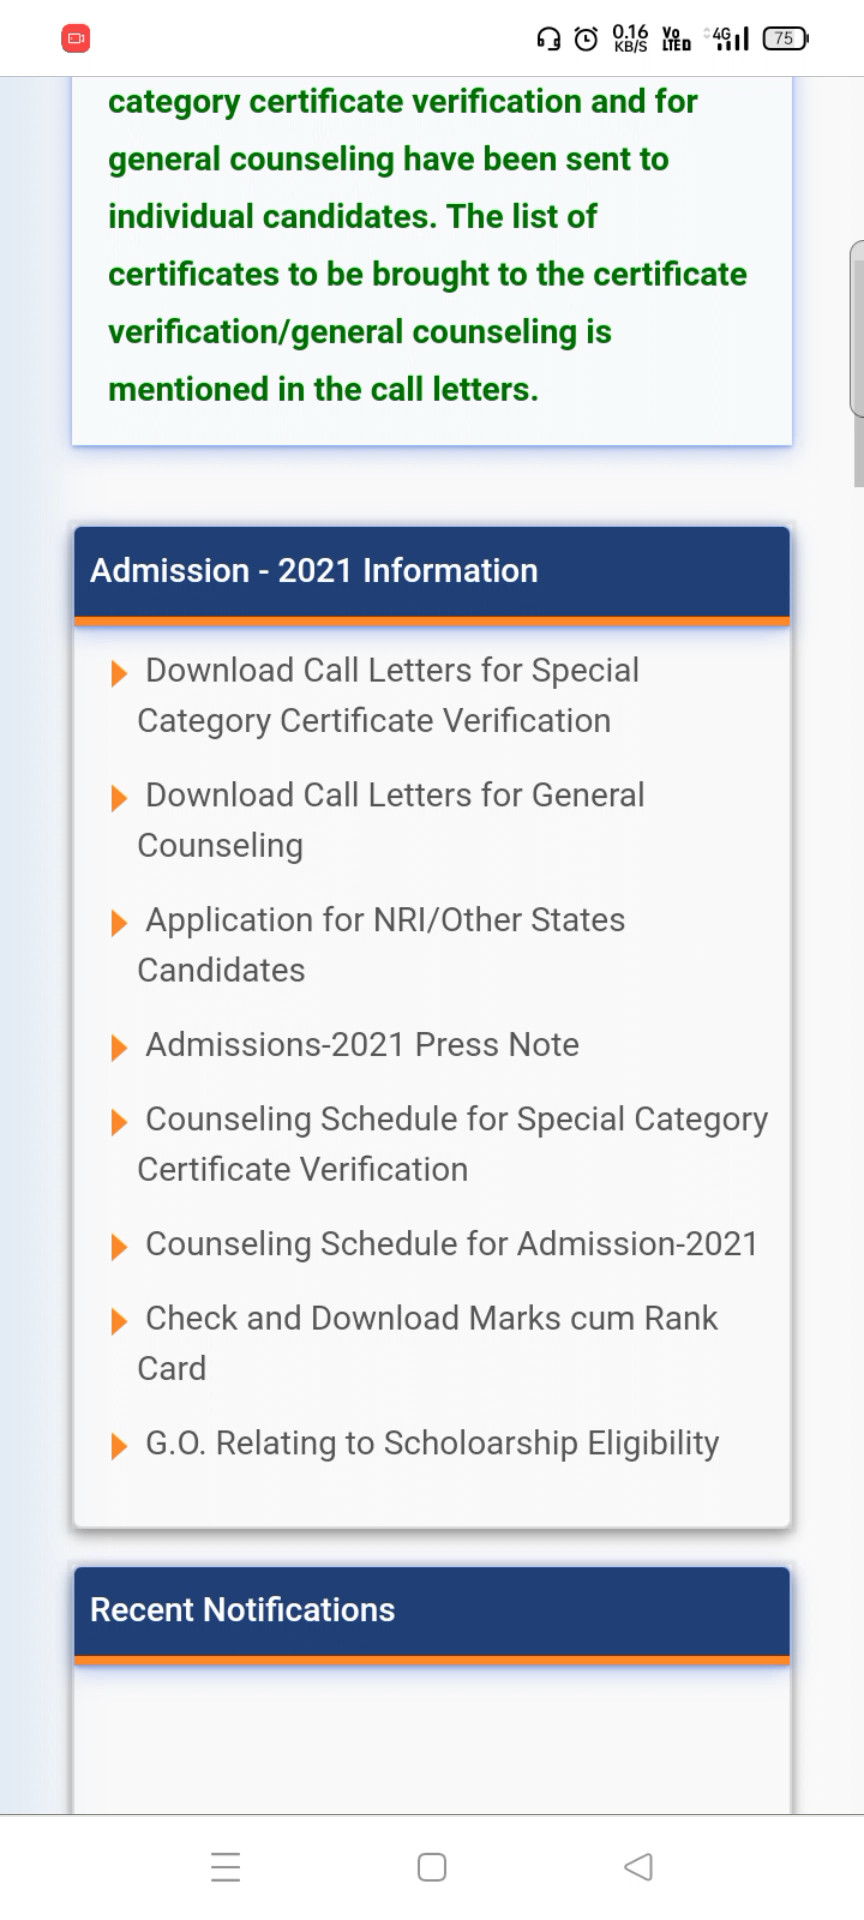 0.16
KB/S
Vo
LTED
4G
75
category certificate verification and for
general counseling have been sent to
individual candidates. The list of
certificates to be brought to the certificate
verification/general counseling is
mentioned in the call letters.
Admission - 2021 Information
Download Call Letters for Special
Category Certificate Verification
Download Call Letters for General
Counseling
Application for NRI/Other States
Candidates
Admissions-2021 Press Note
Counseling Schedule for Special Category
Certificate Verification
Counseling Schedule for Admission-2021
Check and Download Marks cum Rank
Card
G.O. Relating to Scholoarship Eligibility
Recent Notifications